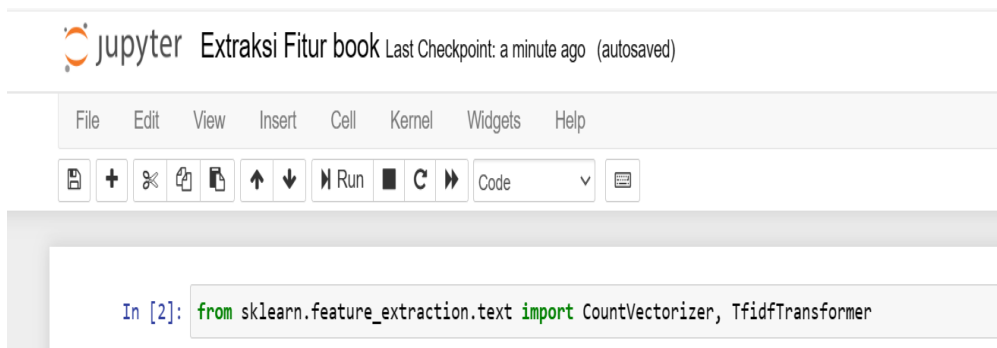 jupyter Extraksi Fitur book Last Checkpoint: a minute ago (autosaved)
File Edit View Insert Cell Kernel Widgets Help
Run Code
In [2]: from sklearn.feature_extraction.text import CountVectorizer, TfidfTransformer